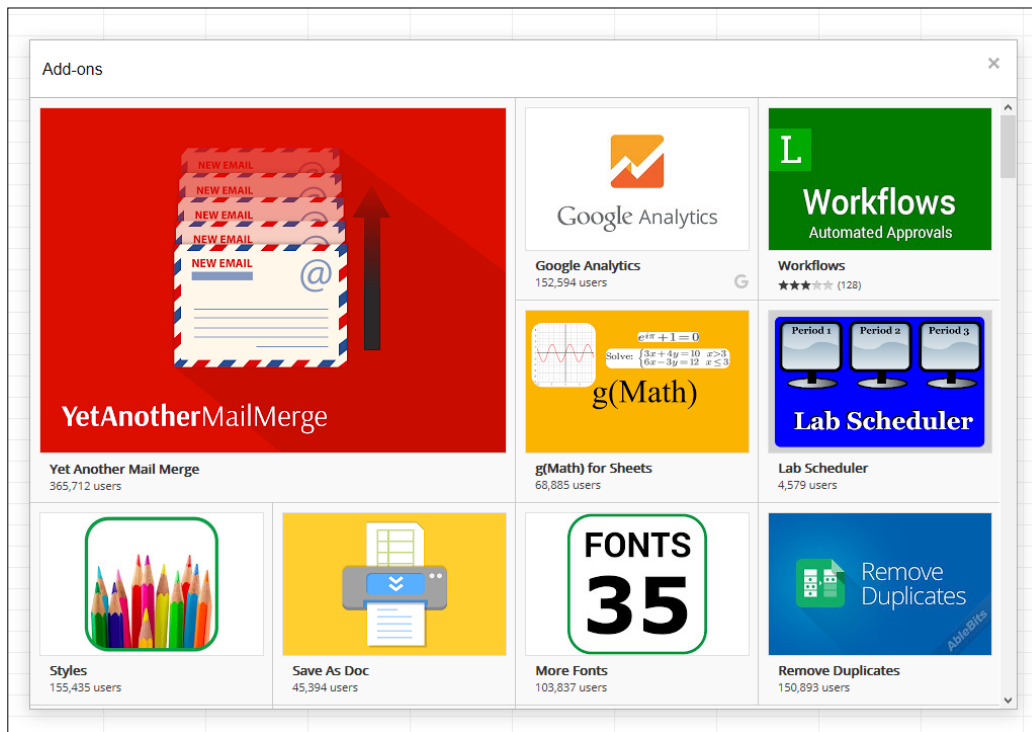 Add-ons
NEW EMAIL
NEW EMAIL
NEW EMAIL
NEW EMAIL
NEW EMAIL
@
YetAnotherMailMerge
Yet Another Mail Merge
365,712 users
Google Analytics
Google Analytics
152,594 users
G
L
Workflows
Automated Approvals
Workflows
★★★★★ (128)
e^{iπ} + 1 = 0
Solve: { 3x + 4y = 10 x>3
6x − 3y = 12 x ≤ 3
g(Math)
g(Math) for Sheets
68,885 users
Period 1 Period 2 Period 3
Lab Scheduler
Lab Scheduler
4,579 users
Styles
155,435 users
Save As Doc
45,394 users
FONTS
35
More Fonts
103,837 users
Remove
Duplicates
AbleBits
Remove Duplicates
150,893 users